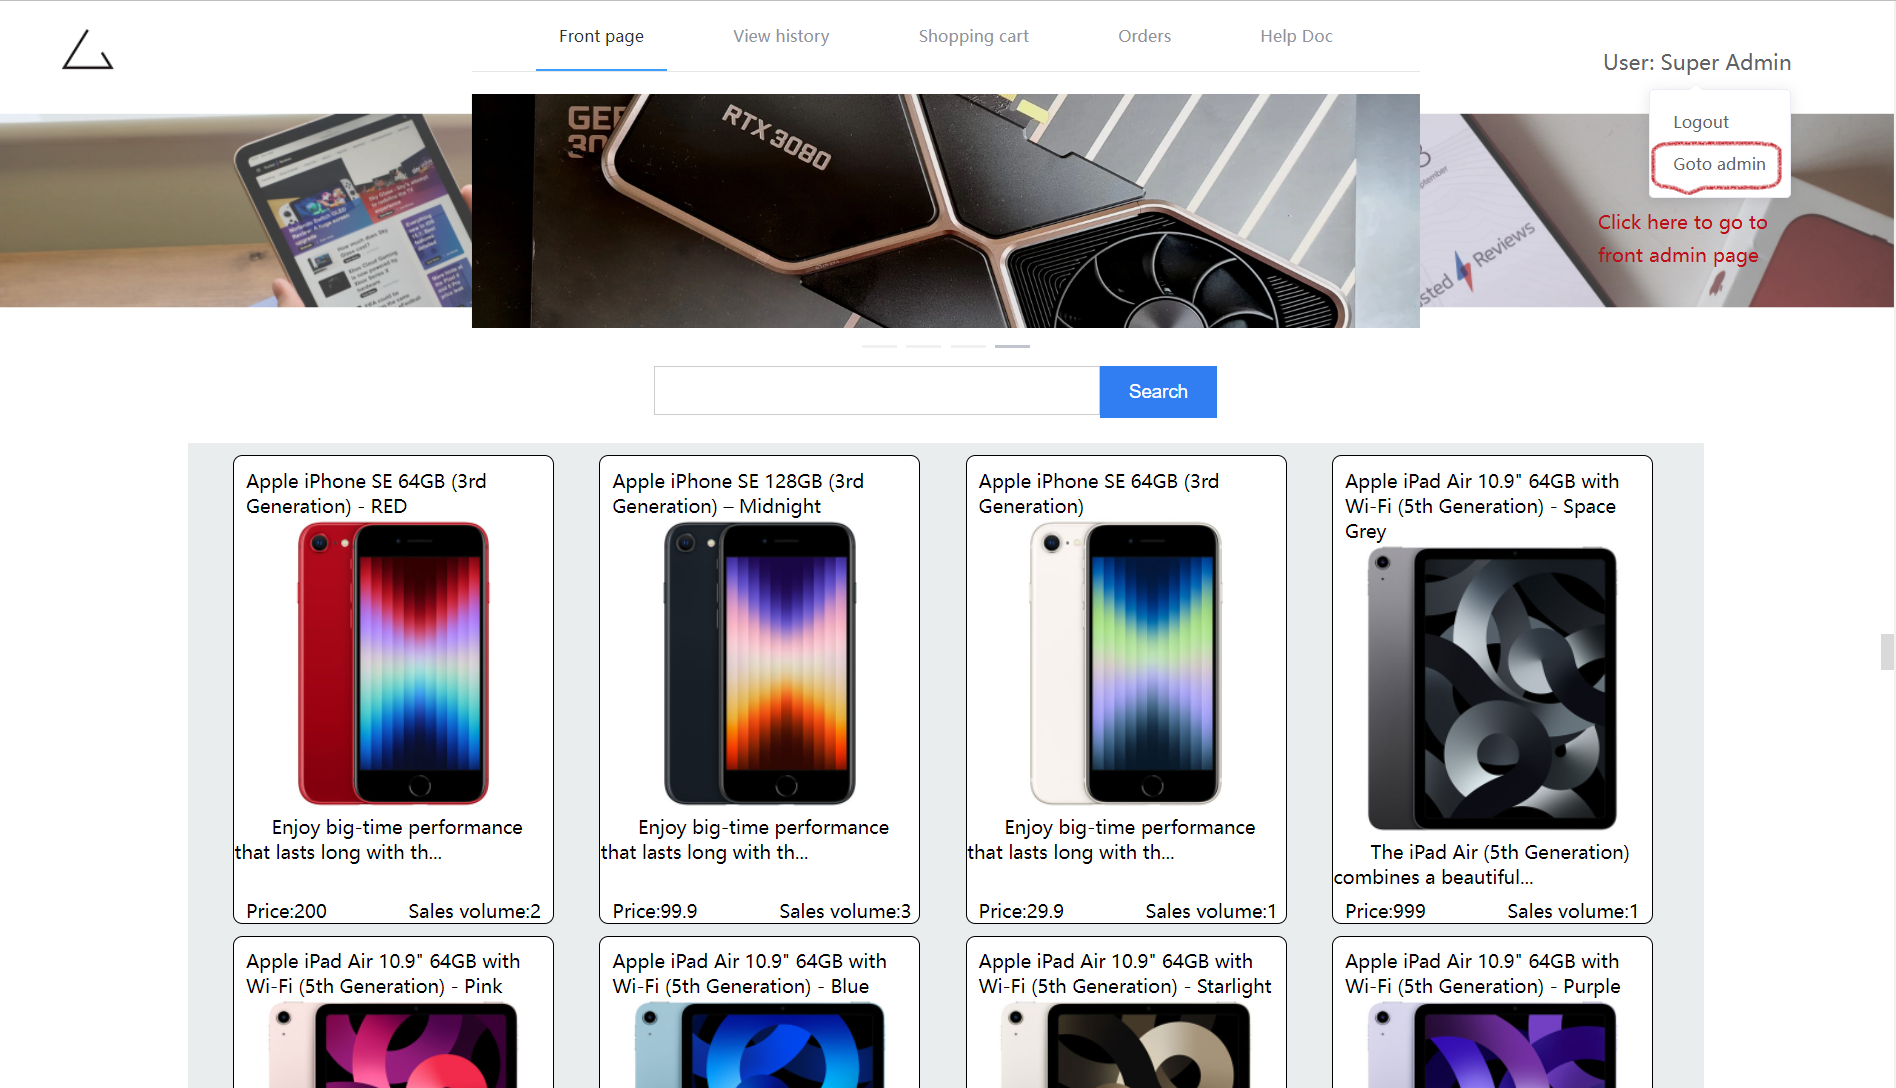 Front page
View history
Shopping cart
Orders
Help Doc
User: Super Admin
Logout
Goto admin
Click here to go to
front admin page
RTX 3080
Reviews
Search
Apple iPhone SE 64GB (3rd
Generation) - RED
Enjoy big-time performance
that lasts long with th...
Price:200
Sales volume:2
Apple iPhone SE 128GB (3rd
Generation) – Midnight
Enjoy big-time performance
that lasts long with th...
Price:99.9
Sales volume:3
Apple iPhone SE 64GB (3rd
Generation)
Enjoy big-time performance
that lasts long with th...
Price:29.9
Sales volume:1
Apple iPad Air 10.9" 64GB with
Wi-Fi (5th Generation) - Space
Grey
The iPad Air (5th Generation)
combines a beautiful...
Price:999
Sales volume:1
Apple iPad Air 10.9" 64GB with
Wi-Fi (5th Generation) - Pink
Apple iPad Air 10.9" 64GB with
Wi-Fi (5th Generation) - Blue
Apple iPad Air 10.9" 64GB with
Wi-Fi (5th Generation) - Starlight
Apple iPad Air 10.9" 64GB with
Wi-Fi (5th Generation) - Purple